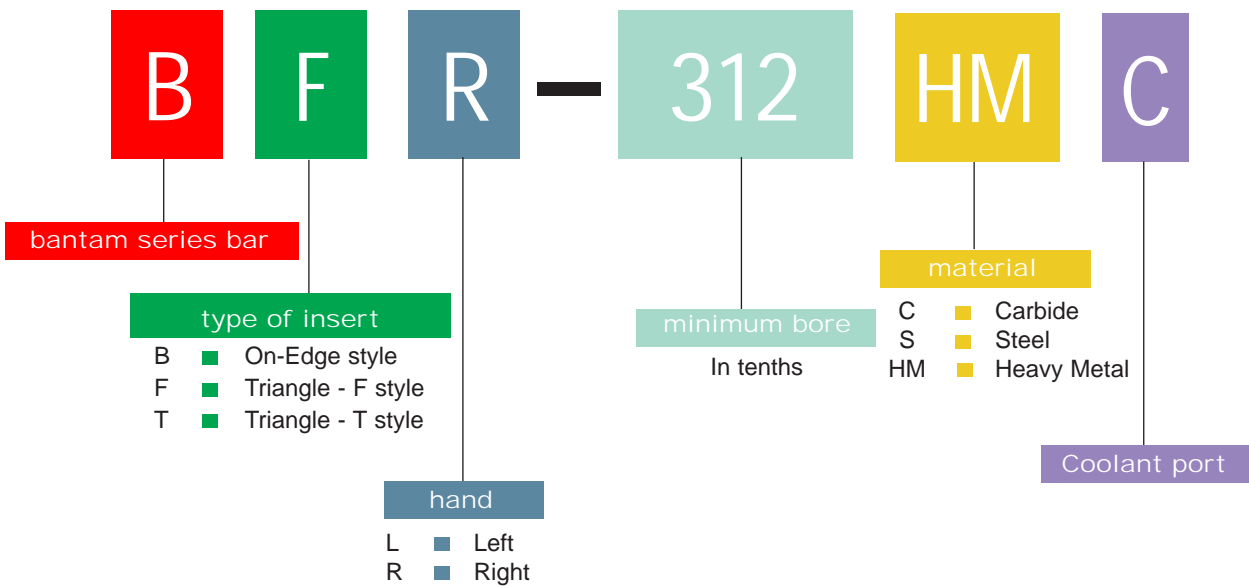 B F R - 312 HM C
bantam series bar
type of insert
B ■ On-Edge style
F ■ Triangle - F style
T ■ Triangle - T style
hand
L ■ Left
R ■ Right
minimum bore
In tenths
material
C ■ Carbide
S ■ Steel
HM ■ Heavy Metal
Coolant port